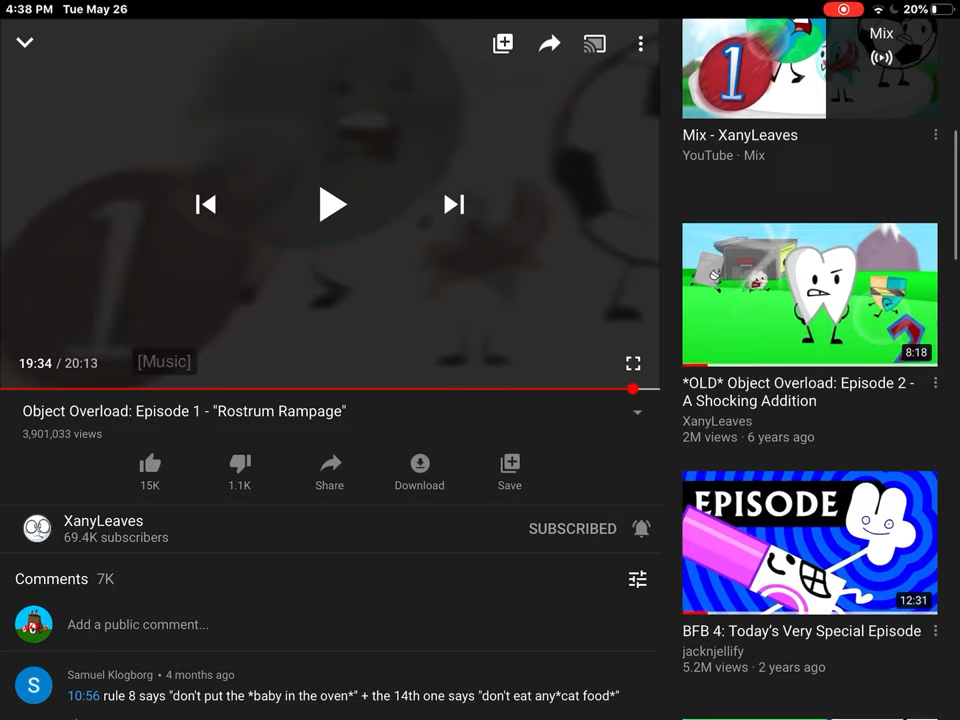 4:38 PM Tue May 26
20%
1
Mix
Mix - XanyLeaves
YouTube · Mix
1
19:34 / 20:13
[Music]
8:18
Object Overload: Episode 1 - "Rostrum Rampage"
3,901,033 views
15K
1.1K
Share
Download
Save
*OLD* Object Overload: Episode 2 -
A Shocking Addition
XanyLeaves
2M views · 6 years ago
XanyLeaves
69.4K subscribers
SUBSCRIBED
EPISODE
12:31
Comments 7K
Add a public comment...
BFB 4: Today's Very Special Episode
jacknjellify
5.2M views · 2 years ago
S
Samuel Klogborg • 4 months ago
10:56 rule 8 says "don't put the *baby in the oven*" + the 14th one says "don't eat any*cat food*"